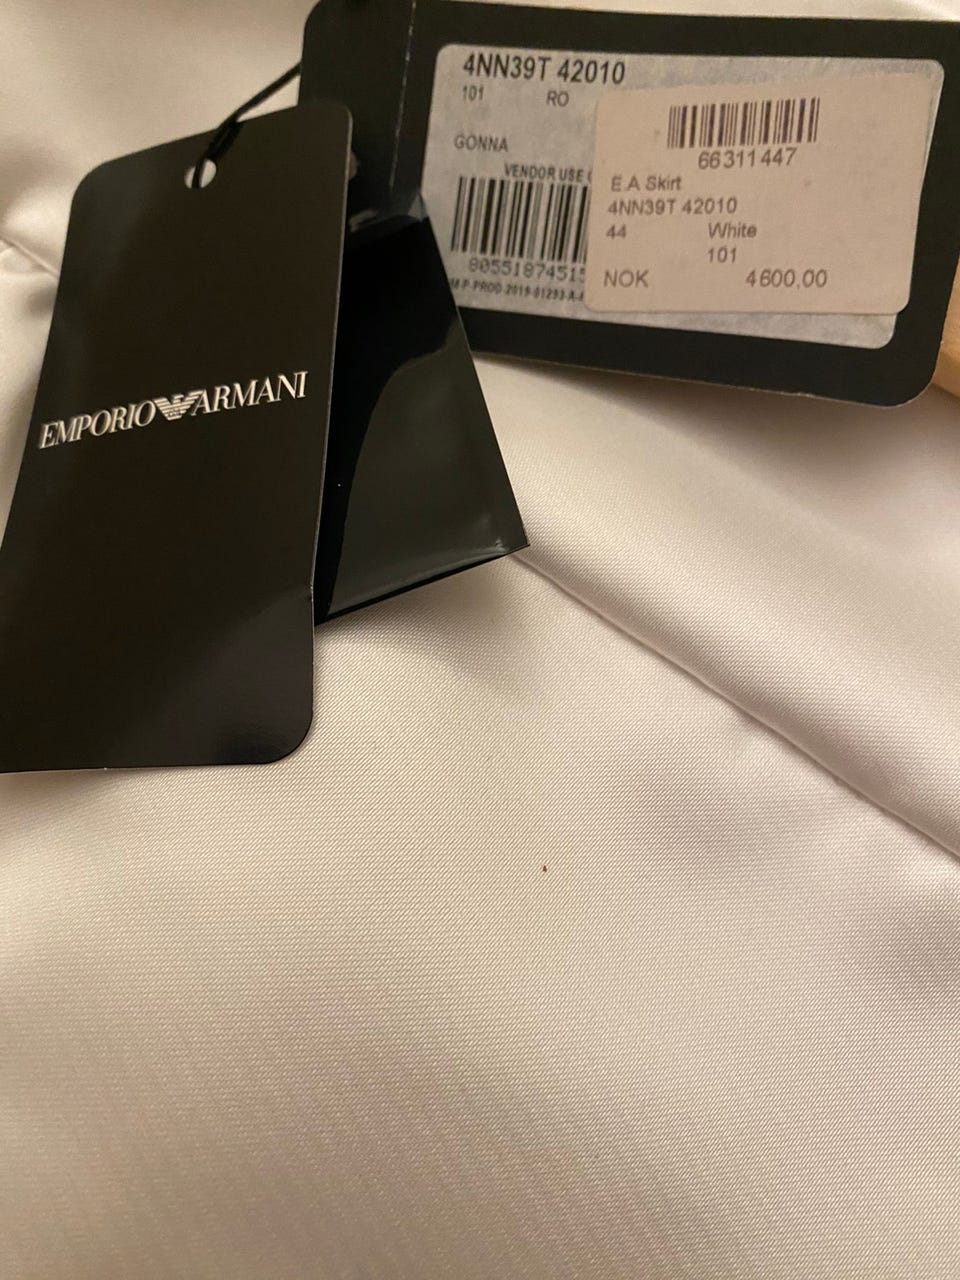 4NN39T 42010
101 RO
GONNA
VENDOR USE
8055187451
66311447
E.A Skirt
4NN39T 42010
44 White
101
NOK 4600,00
EMPORIO ARMANI